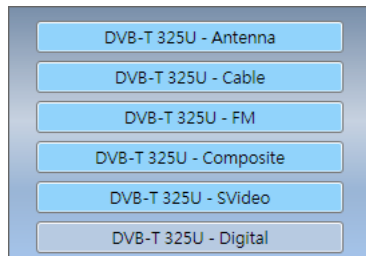 DVB-T 325U - Antenna
DVB-T 325U - Cable
DVB-T 325U - FM
DVB-T 325U - Composite
DVB-T 325U - SVideo
DVB-T 325U - Digital